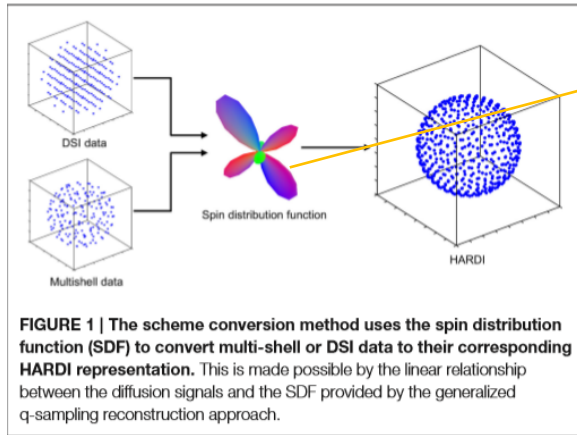 DSI data
Multishell data
Spin distribution function
HARDI
FIGURE 1 | The scheme conversion method uses the spin distribution
function (SDF) to convert multi-shell or DSI data to their corresponding
HARDI representation. This is made possible by the linear relationship
between the diffusion signals and the SDF provided by the generalized
q-sampling reconstruction approach.